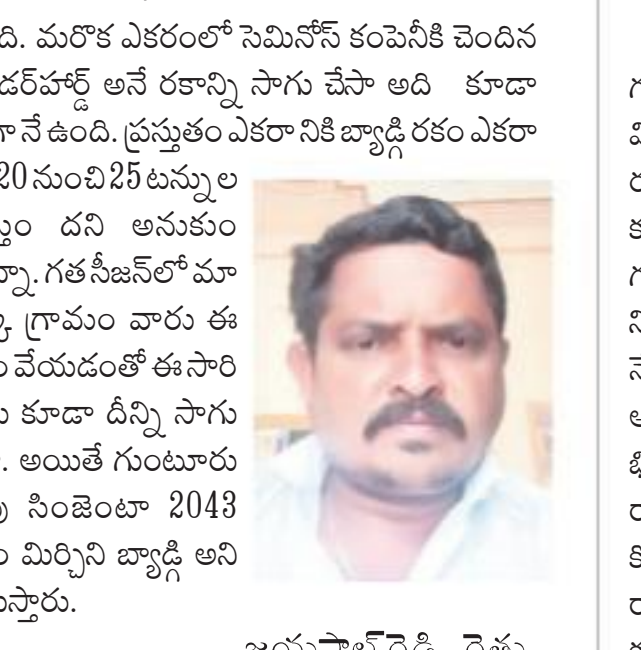 ది. మరొక ఎకరంలో సెమినోస్ కంపెనీకి చెందిన
డర్‌హార్డ్ అనే రకాన్ని సాగు చేసా అది కూడా
గా నే ఉంది. ప్రస్తుతం ఎకరా నికి బ్యాడ్గి రకం ఎకరా
20 నుంచి 25 టన్నుల
స్తుం దని అనుకుం
న్నా. గత సీజన్‌లో మా
గ్రామం వారు ఈ
వేయడంతో ఈ సారి
కూడా దీన్ని సాగు
. అయితే గుంటూరు
సింజెంటా 2043
మిర్చిని బ్యాడ్గి అని
స్తారు.
జయపాల్‌రెడ్డి, రైతు